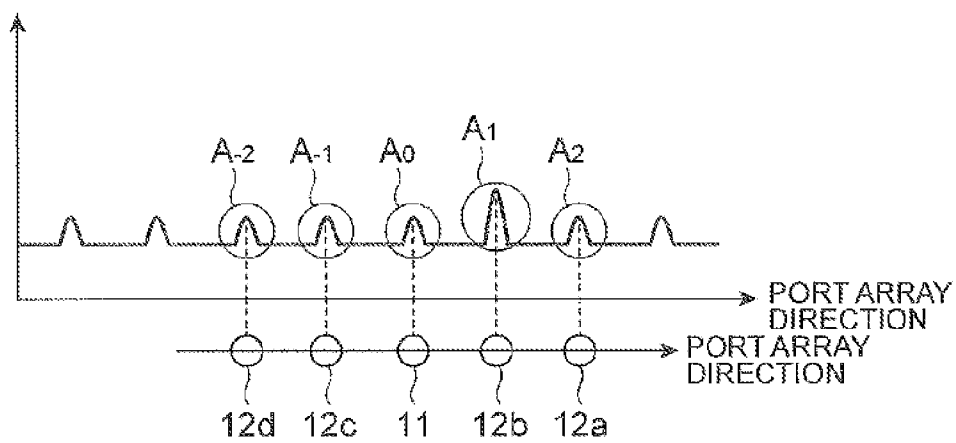 A-2 A-1 A0 A1 A2
PORT ARRAY
DIRECTION
PORT ARRAY
DIRECTION
12d 12c 11 12b 12a